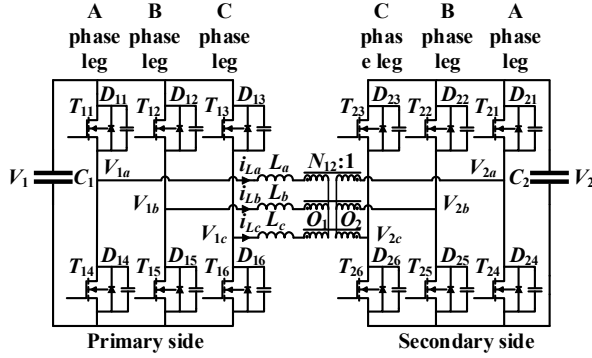 A B C C B A
phase phase phase phas phase phase
leg leg leg e leg leg leg
D11 D12 D13 D23 D22 D21
T11 T12 T13 T23 T22 T21
V1 C1 V1a iLa La N12:1 V2a C2 V2
V1b iLb Lb V2b
V1c iLc Lc O1 O2 V2c
D14 D15 D16 D26 D25 D24
T14 T15 T16 T26 T25 T24
Primary side Secondary side